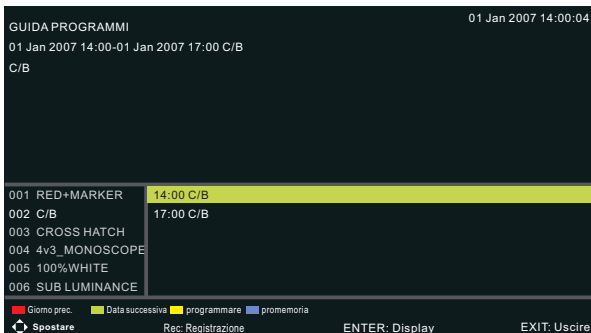 01 Jan 2007 14:00:04
GUIDA PROGRAMMI
01 Jan 2007 14:00-01 Jan 2007 17:00 C/B
C/B
001 RED+MARKER
14:00 C/B
002 C/B
17:00 C/B
003 CROSS HATCH
004 4v3_MONOSCOPE
005 100%WHITE
006 SUB LUMINANCE
Giorno prec. Data successiva programmare promemoria
Spostare Rec: Registrazione ENTER: Display EXIT: Uscire